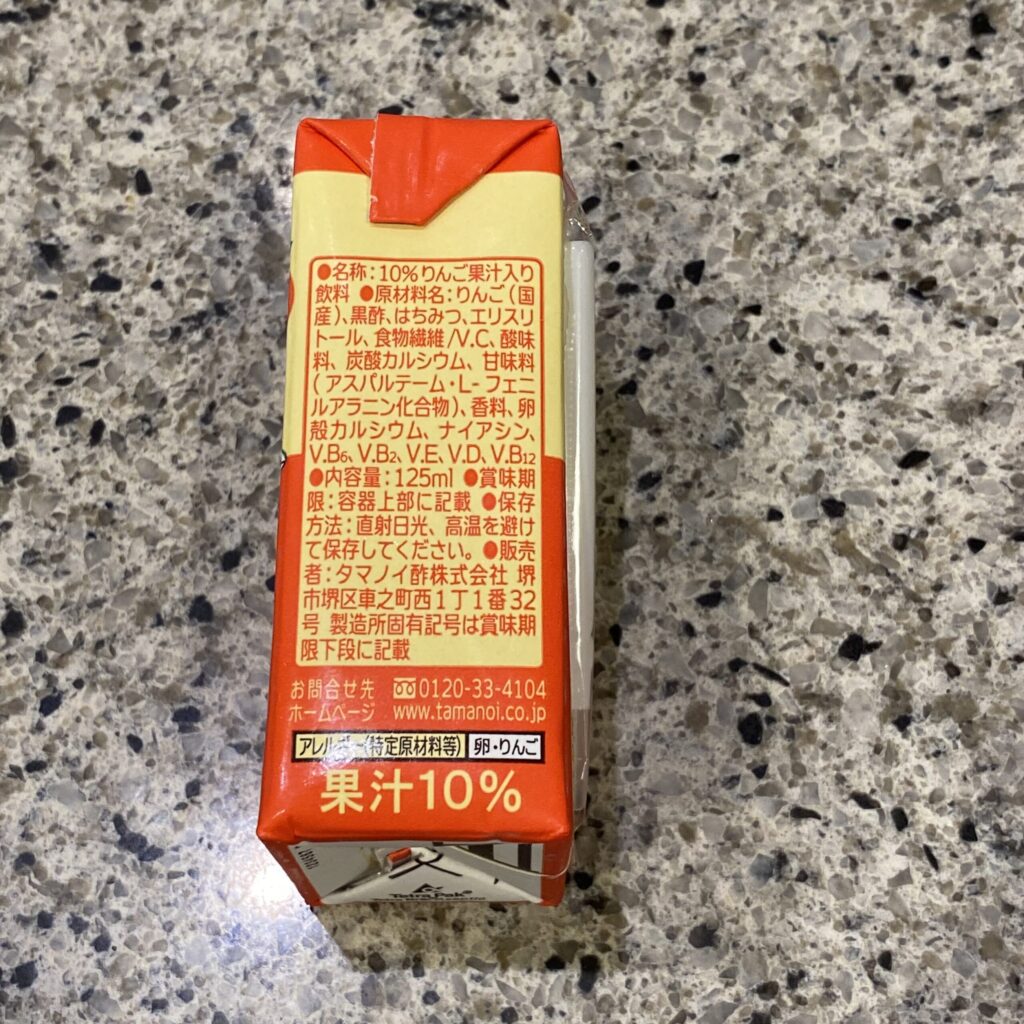 ●名称：10%りんご果汁入り
飲料 ●原材料名：りんご（国
産）、黒酢、はちみつ、エリスリ
トール、食物繊維/V.C、酸味
料、炭酸カルシウム、甘味料
（アスパルテーム・L-フェニ
ルアラニン化合物）、香料、卵
殻カルシウム、ナイアシン、
V.B6、V.B2、V.E、V.D、V.B12
●内容量：125ml ●賞味期
限：容器上部に記載 ●保存
方法：直射日光、高温を避け
て保存してください。●販売
者：タマノイ酢株式会社 堺
市堺区車之町西1丁1番32
号 製造所固有記号は賞味期
限下段に記載
お問合せ先 0120-33-4104
ホームページ www.tamanoi.co.jp
アレルギー（特定原材料等） 卵・りんご
果汁10%
Tetra Pak®